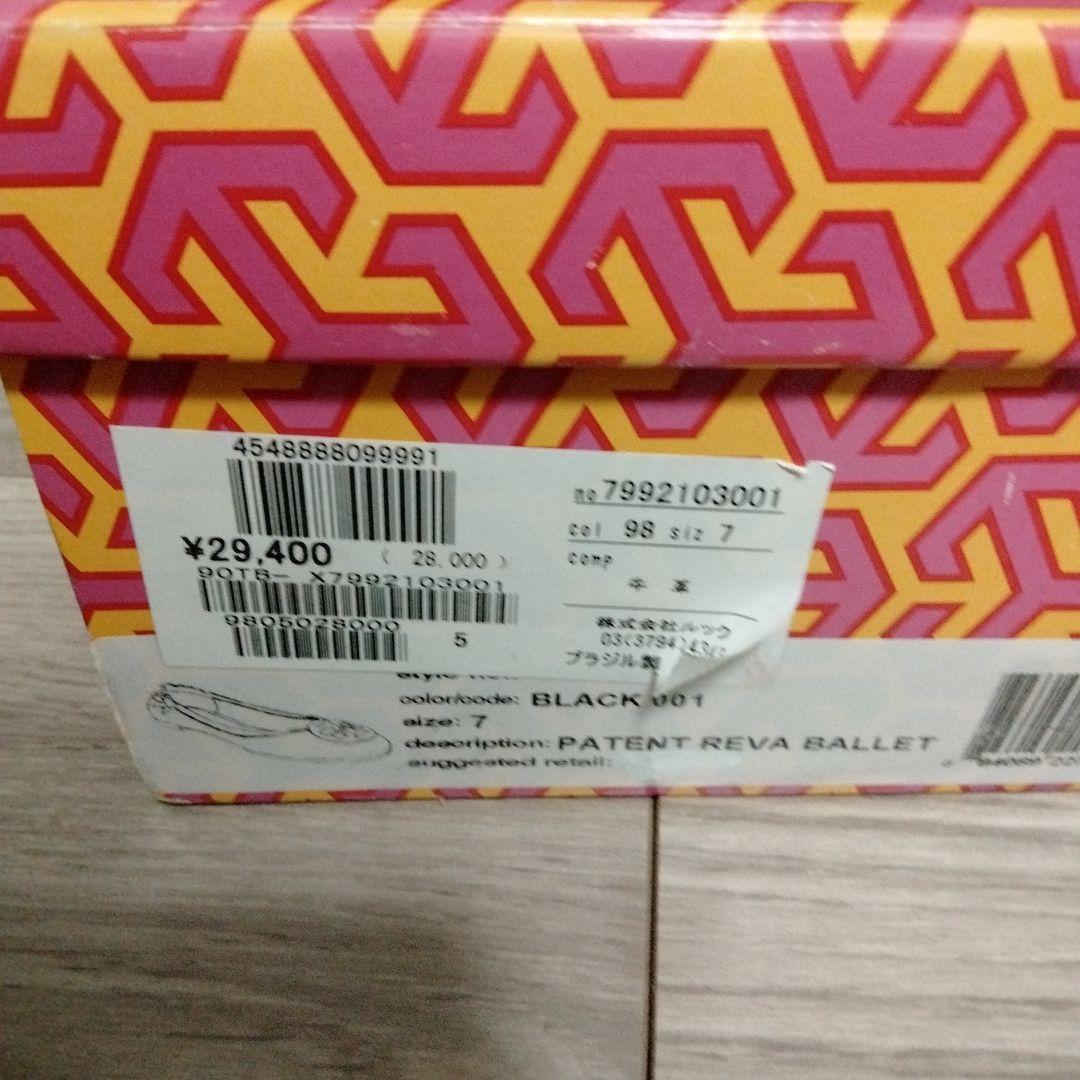 4548888099991
¥29,400 ( 28,000 )
90TB- X7992103001
9805028000
5
no 7992103001
col 98 siz 7
comp
牛 革
株式会社ルック
ブラジル製
color/code: BLACK 001
size: 7
description: PATENT REVA BALLET
suggested retail: